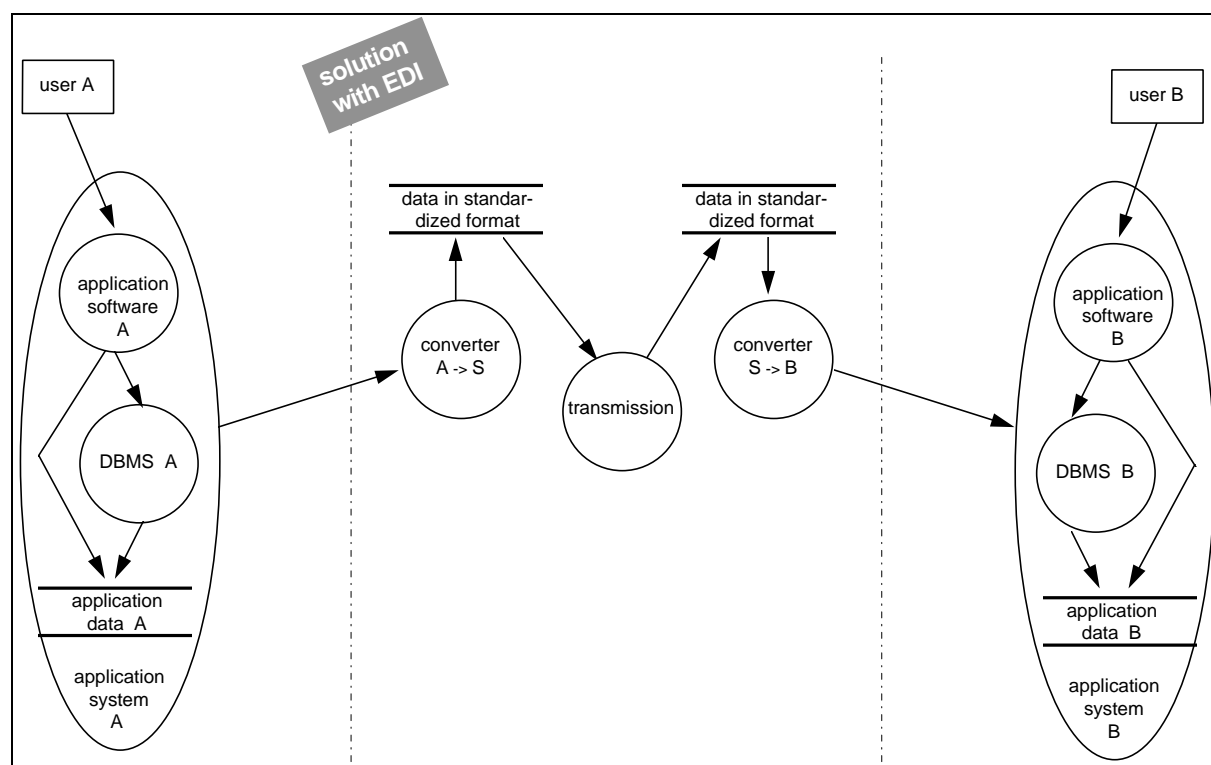 solution
with EDI
user A
user B
data in standar-
dized format
data in standar-
dized format
application
software
A
application
software
B
converter
A -> S
converter
S -> B
transmission
DBMS A
DBMS B
application
data A
application
data B
application
system
A
application
system
B